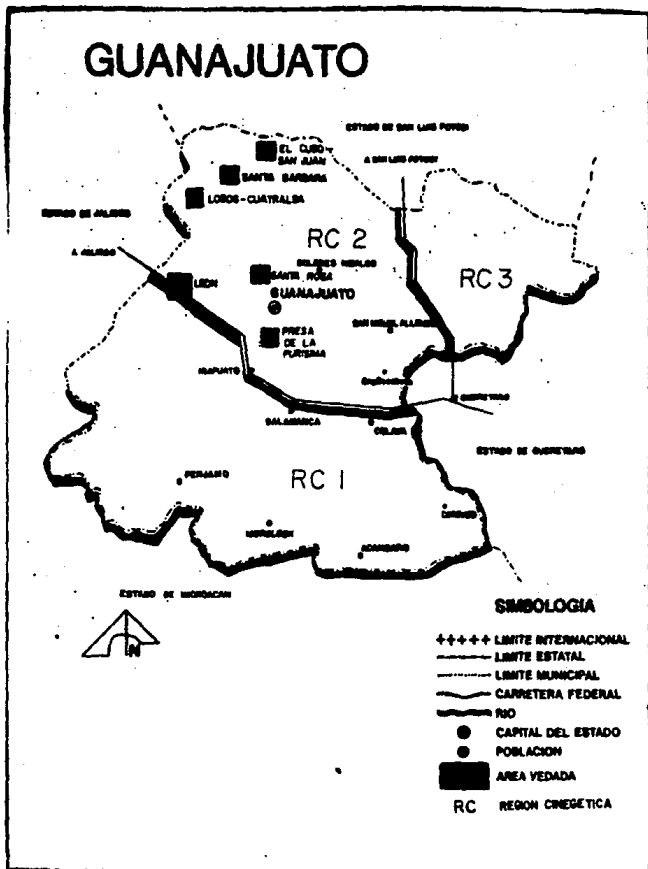 GUANAJUATO
ESTADO DE SAN LUIS POTOSI
A SAN LUIS POTOSI
EL CUBO
SAN JUAN
SANTA BARBARA
LOBOS-CUATRALBA
ESTADO DE JALISCO
A JALISCO
RC 2
DOLORES HIDALGO
RC 3
LEON
SANTA ROSA
GUANAJUATO
SAN MIGUEL ALLENDE
PRESA
DE LA
PURISIMA
IRAPUATO
QUERETARO
SALAMANCA
CELAYA
ESTADO DE QUERETARO
PENJAMO
RC 1
ACAMBARO
ESTADO DE MICHOACAN
N
SIMBOLOGIA
+++++ LIMITE INTERNACIONAL
LIMITE ESTATAL
LIMITE MUNICIPAL
CARRETERA FEDERAL
RIO
CAPITAL DEL ESTADO
POBLACION
AREA VEDADA
RC REGION CINEGETICA